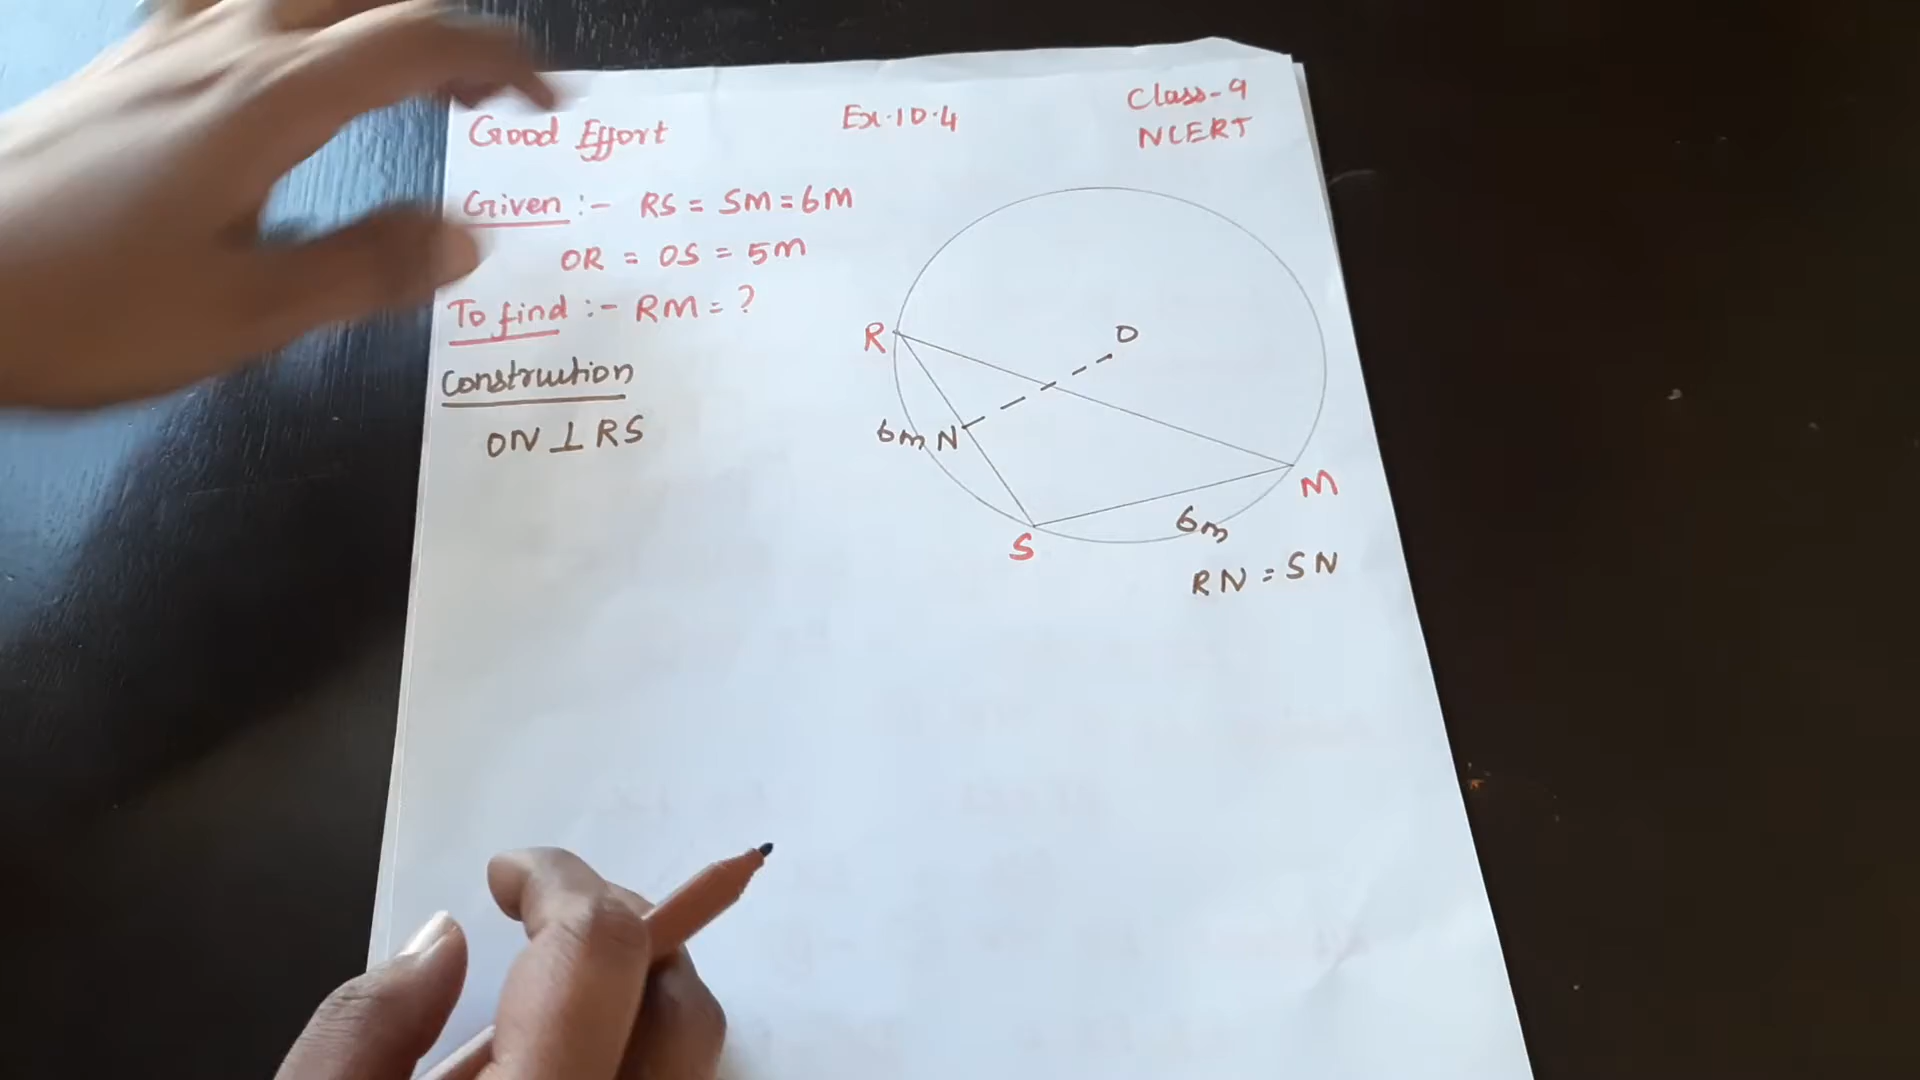 Good Effort
Ex.10.4
Class-9
NCERT
Given :- RS = SM = 6M
OR = OS = 5M
To find :- RM = ?
Construction
ON ⊥ RS
R
O
6m N
M
S
6m
RN = SN